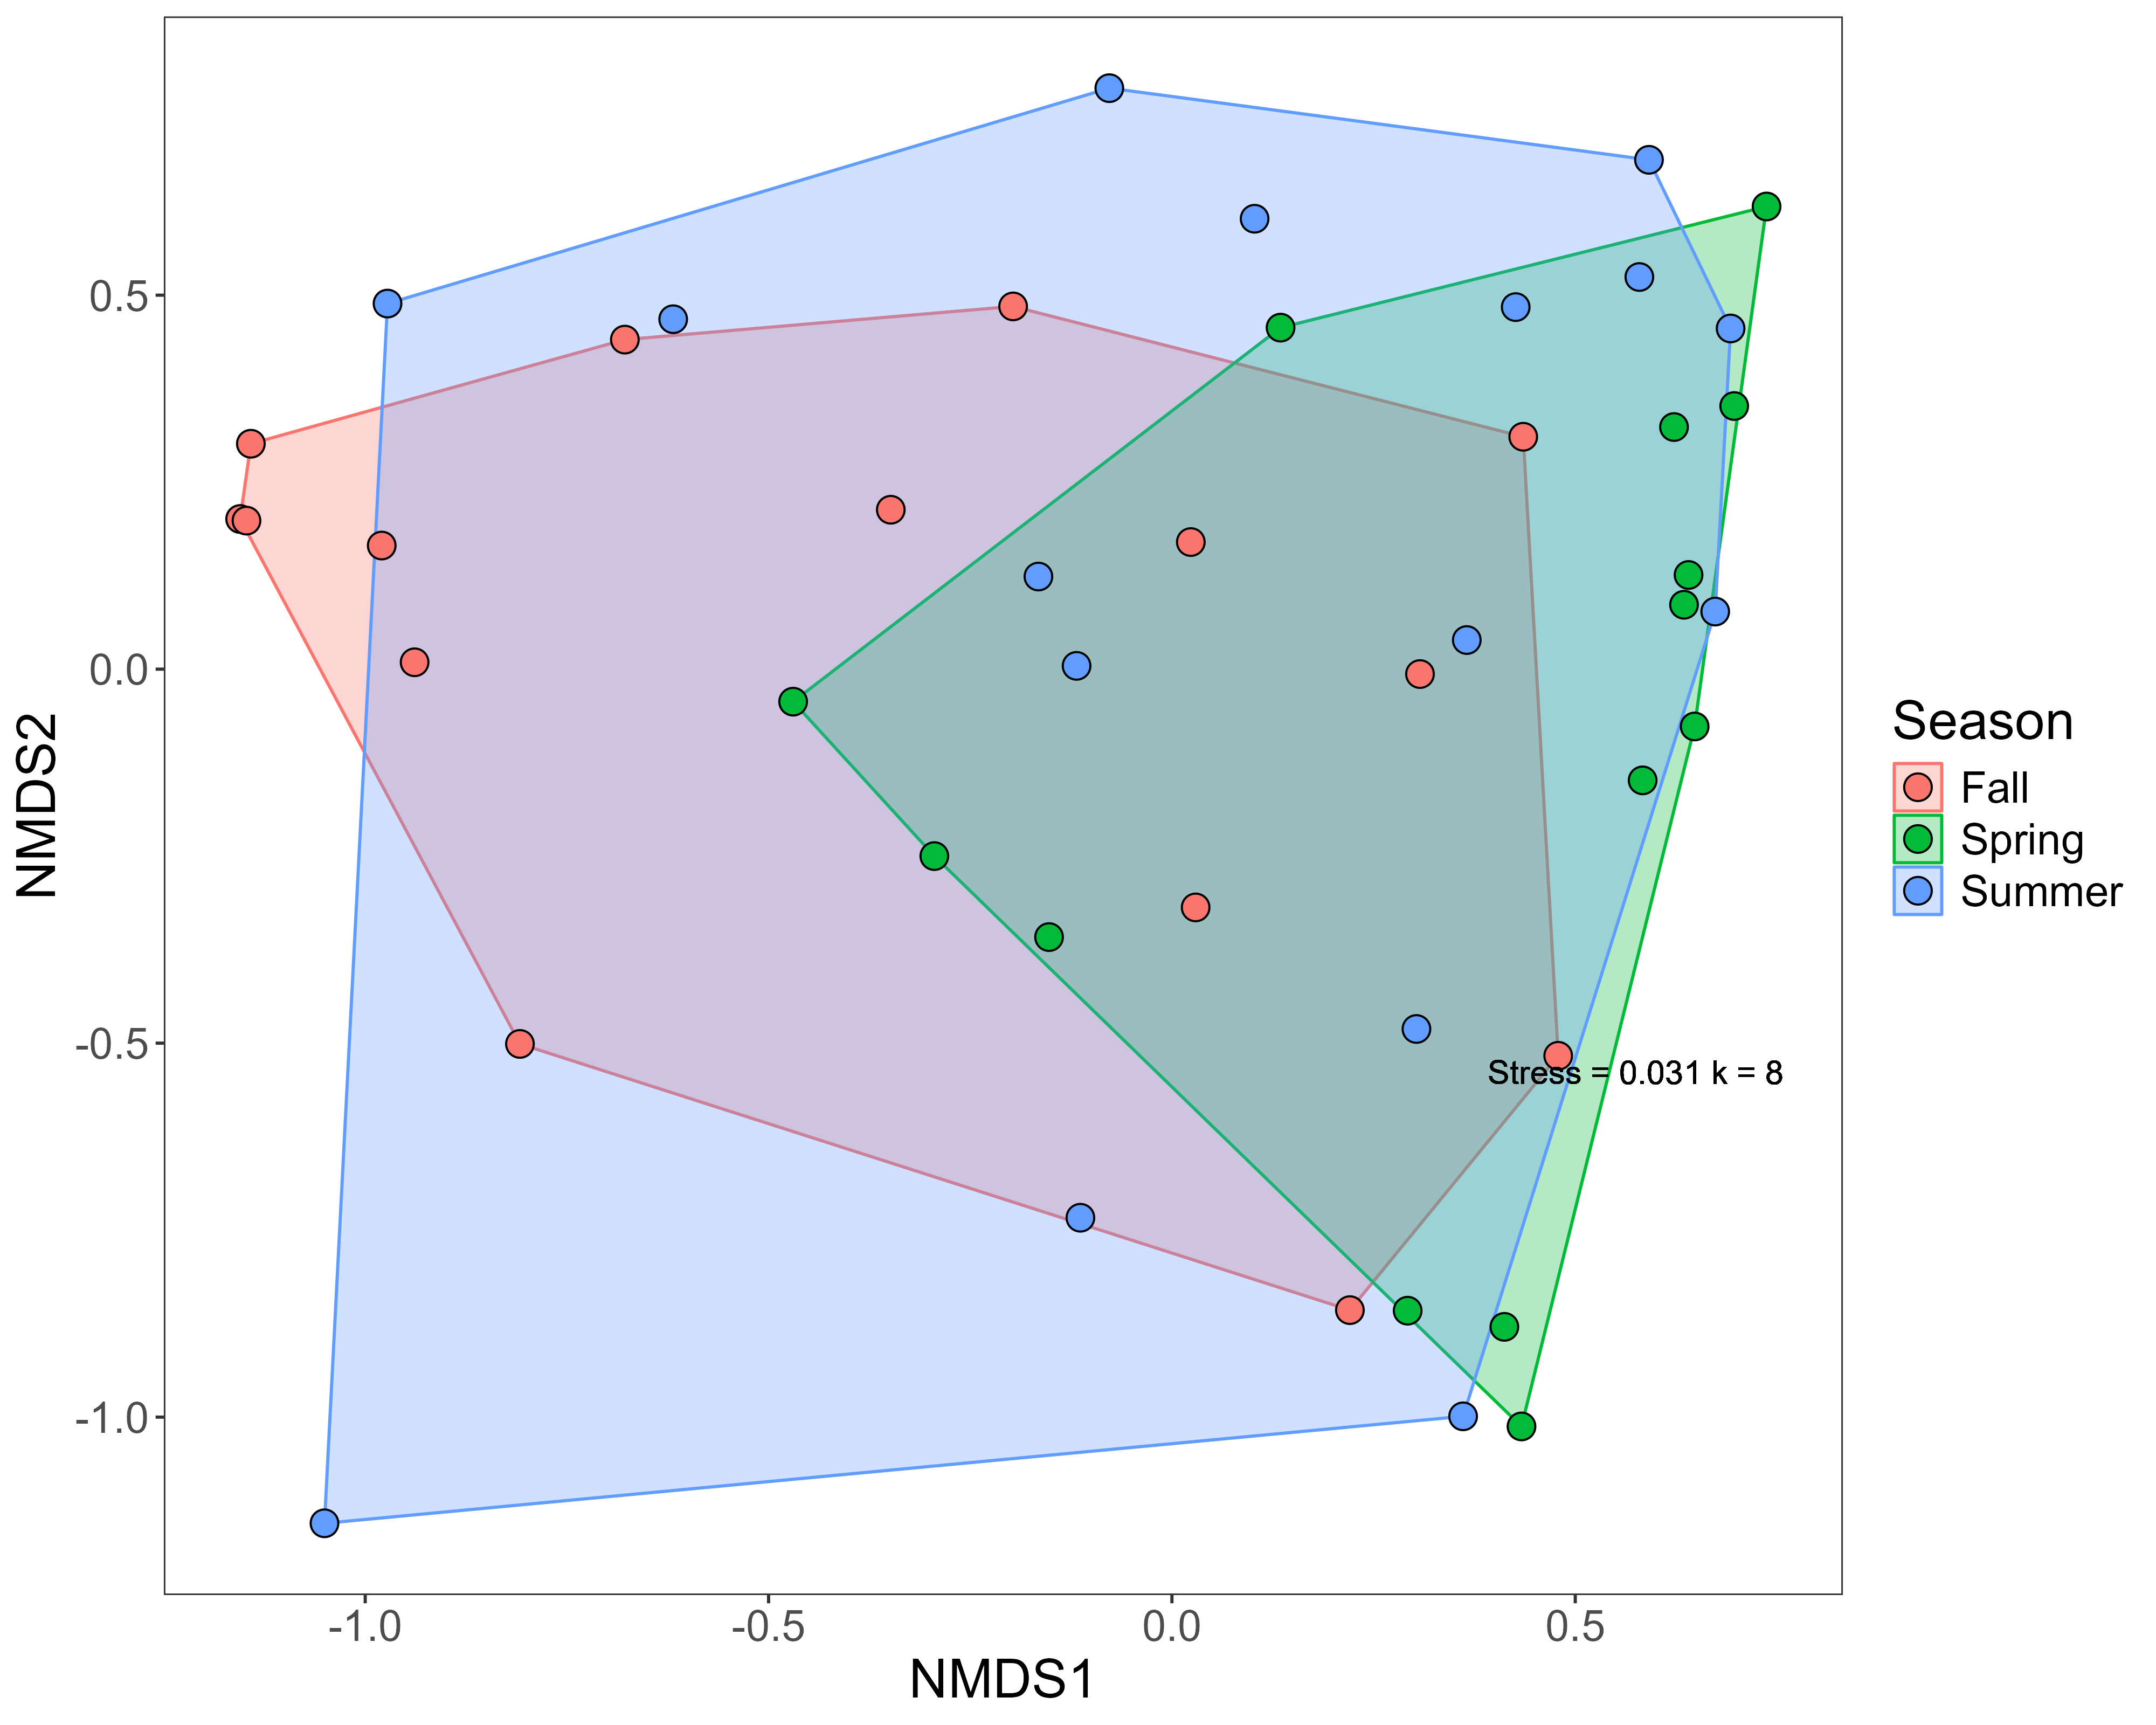 0.5
0.0
-0.5
-1.0
NMDS2
-1.0
-0.5
0.0
0.5
NMDS1
Stress = 0.031 k = 8
Season
Fall
Spring
Summer